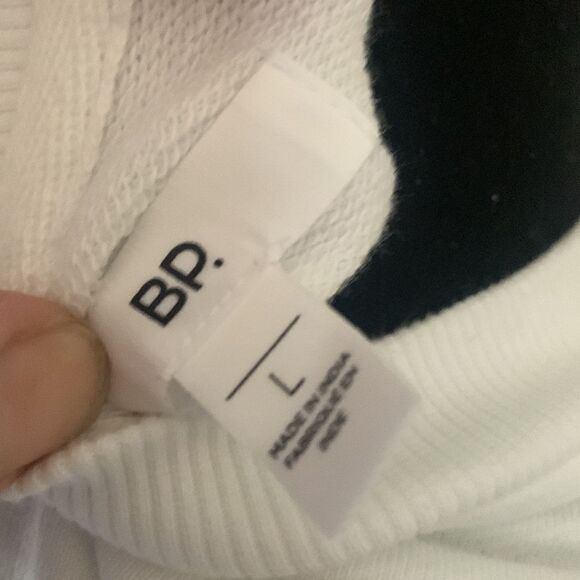 BP.
L
MADE IN INDIA
FABRIQUÉ EN
INDE